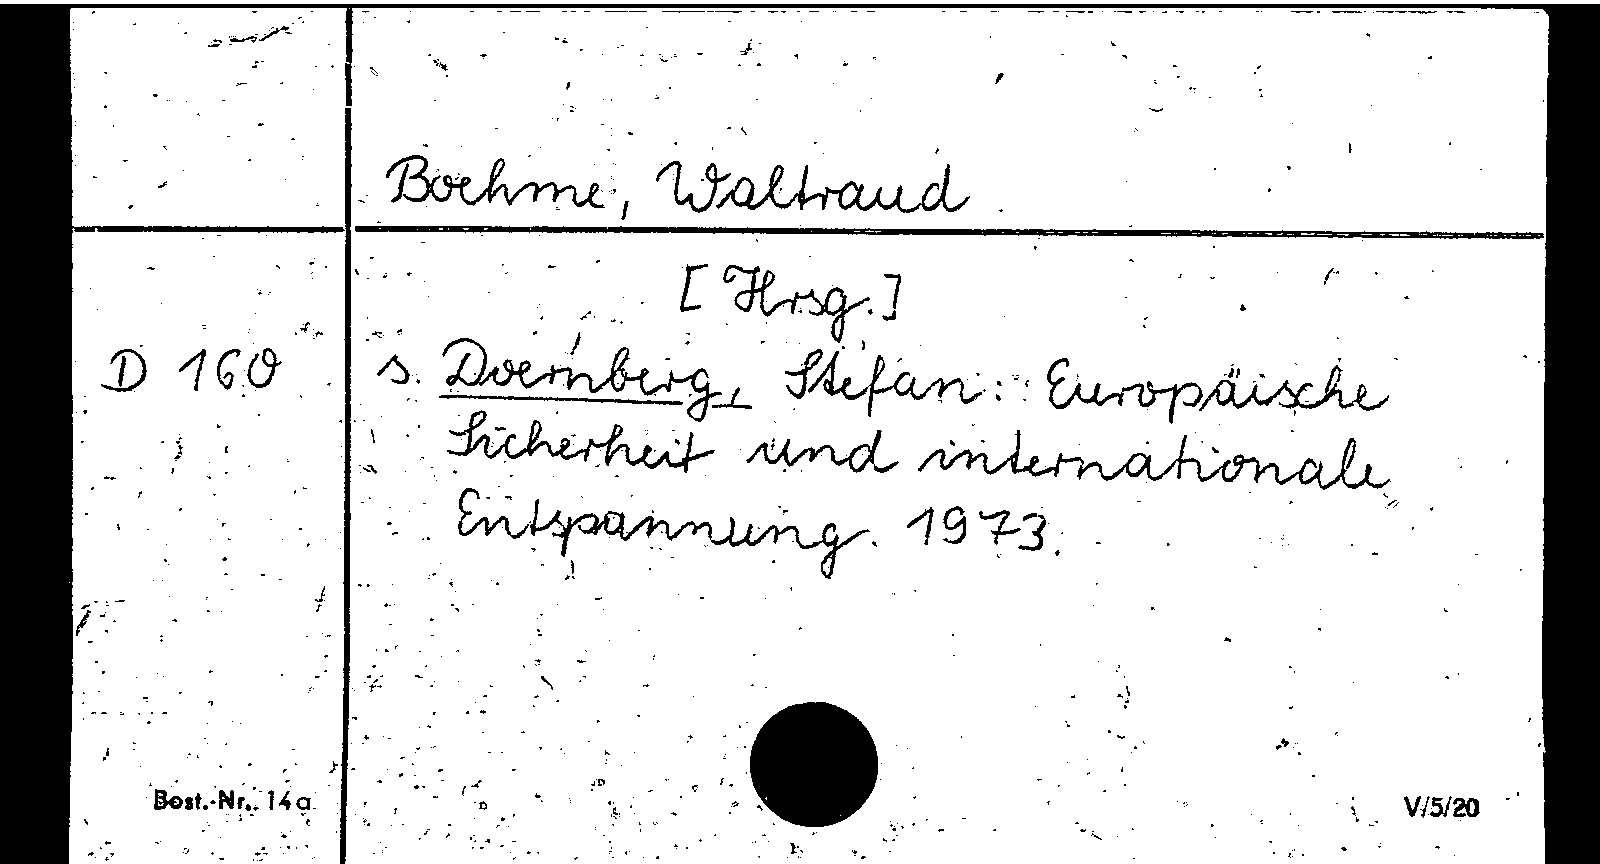 Boehme, Waltraud
[Hrsg.]
D 160 s. Doernberg, Stefan: Europäische
Sicherheit und internationale
Entspannung. 1973.
Best.-Nr. 14a V/5/20